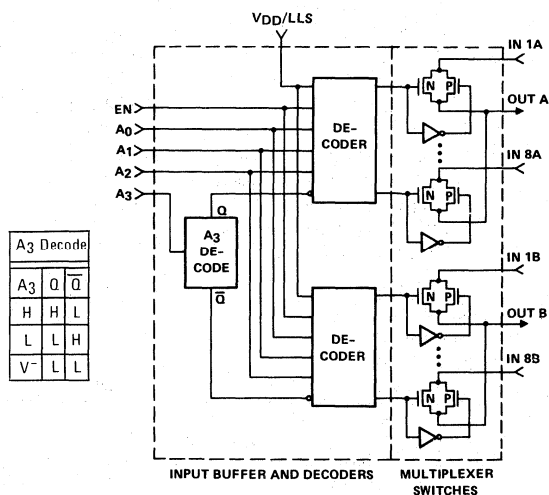 VDD/LLS
IN 1A
EN
A0
A1
A2
A3
DE-
CODER
N P
OUT A
IN 8A
N P
Q
A3
DE-
CODE
Q̅
A3 Decode
A3 Q Q̅
H H L
L L H
V⁻ L L
IN 1B
N P
OUT B
DE-
CODER
IN 8B
N P
INPUT BUFFER AND DECODERS
MULTIPLEXER
SWITCHES